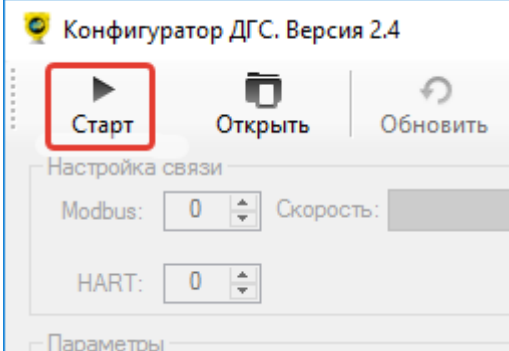 Конфигуратор ДГС. Версия 2.4
Старт Открыть Обновить
Настройка связи
Modbus: 0 Скорость:
HART: 0
Параметры